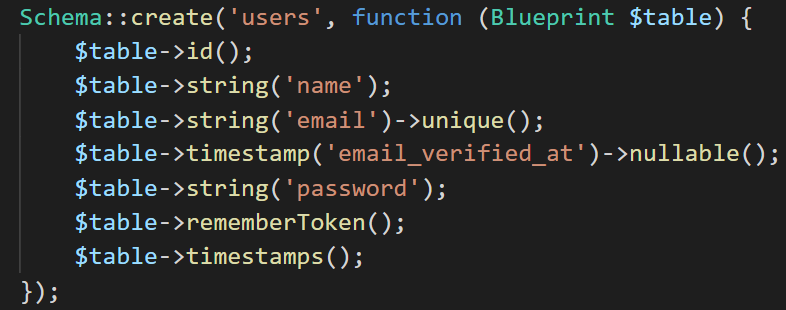 Schema::create('users', function (Blueprint $table) {
    $table->id();
    $table->string('name');
    $table->string('email')->unique();
    $table->timestamp('email_verified_at')->nullable();
    $table->string('password');
    $table->rememberToken();
    $table->timestamps();
});